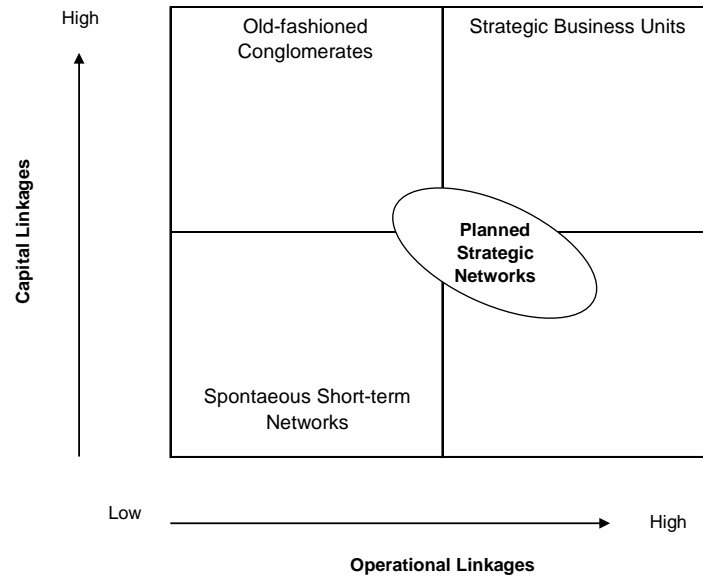 High
Old-fashioned
Conglomerates
Strategic Business Units
Capital Linkages
Planned
Strategic
Networks
Spontaeous Short-term
Networks
Low
High
Operational Linkages